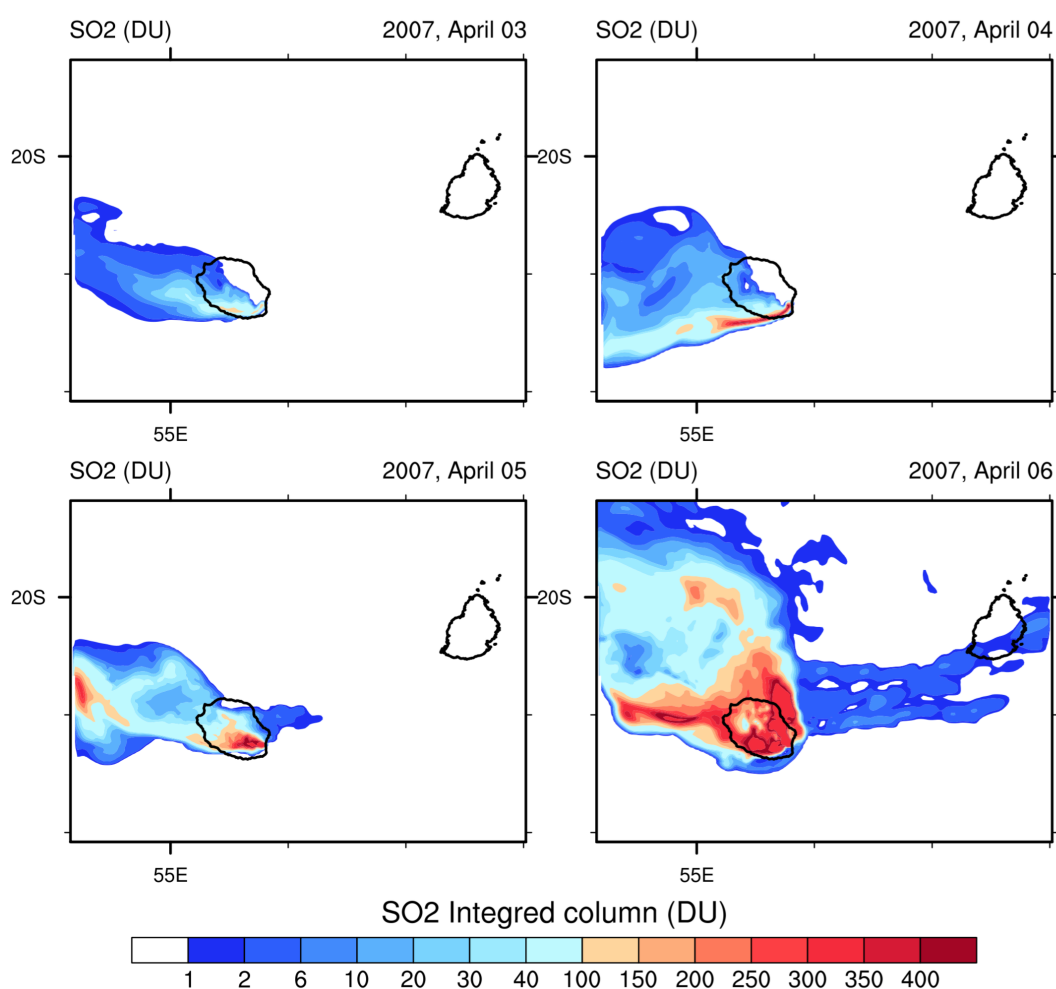 SO2 (DU) 2007, April 03
SO2 (DU) 2007, April 04
20S
20S
55E
55E
SO2 (DU) 2007, April 05
SO2 (DU) 2007, April 06
20S
20S
55E
55E
SO2 Integred column (DU)
1 2 6 10 20 30 40 100 150 200 250 300 350 400